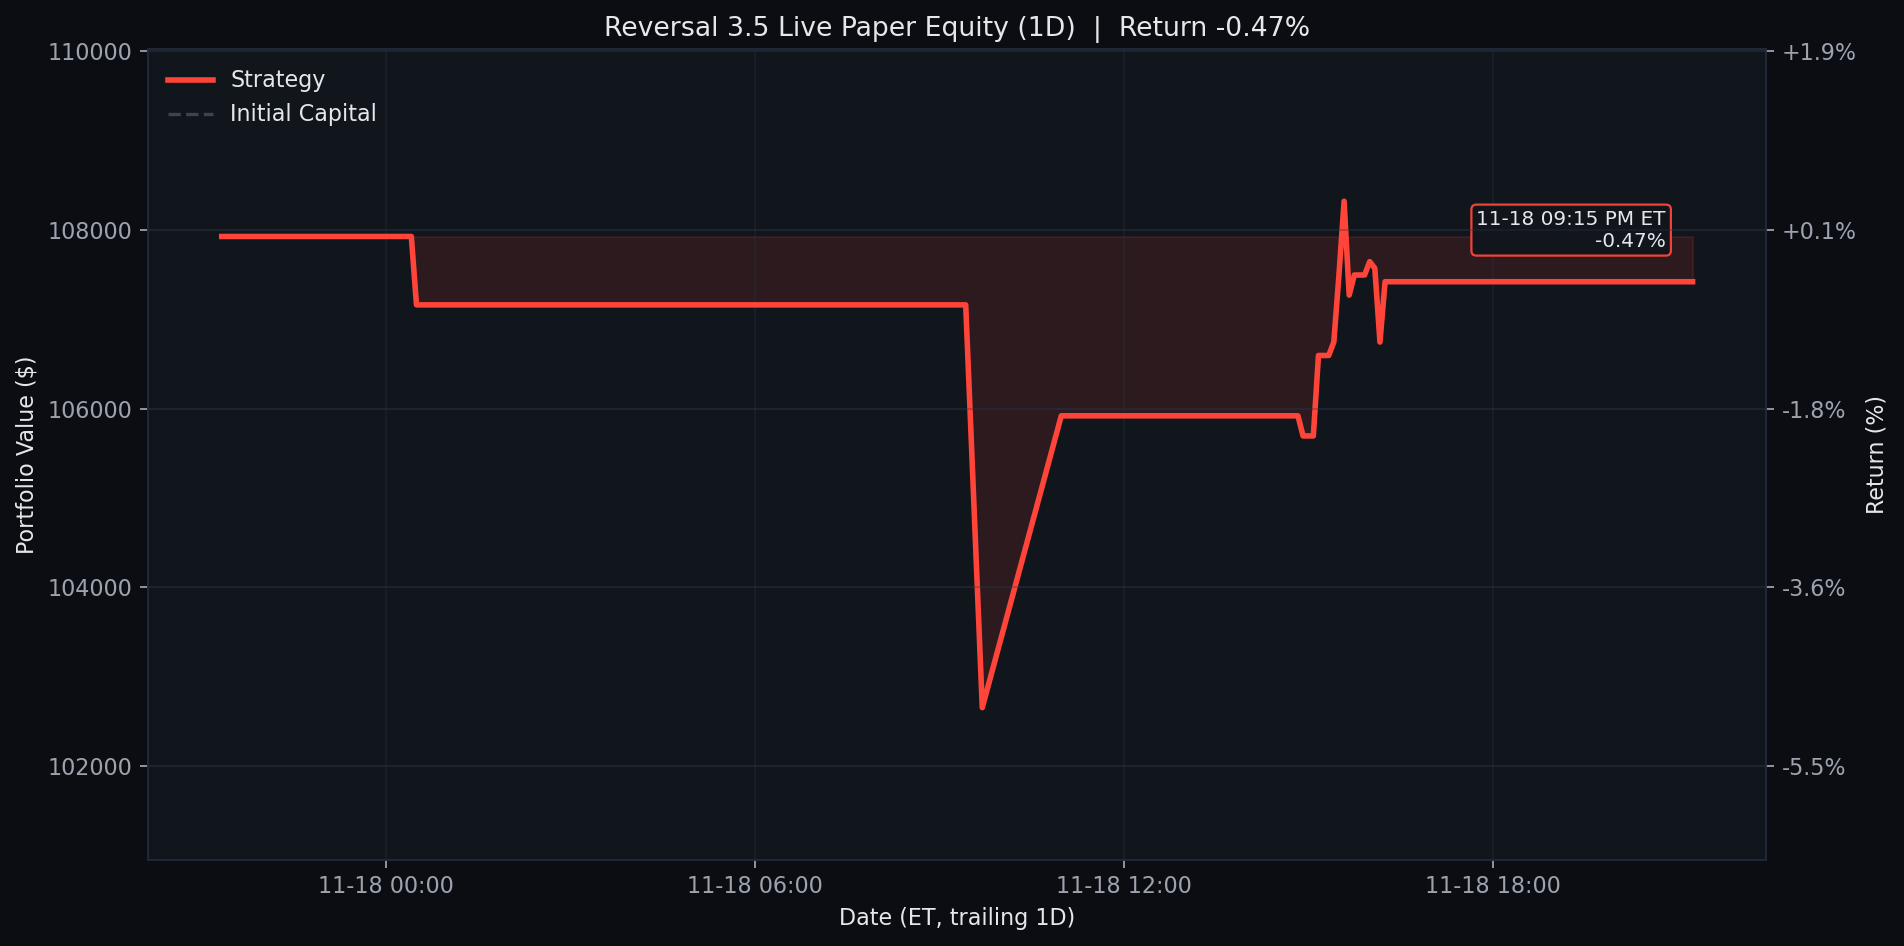 Reversal 3.5 Live Paper Equity (1D)  |  Return -0.47%
110000
108000
106000
104000
102000
Portfolio Value ($)
Strategy
Initial Capital
11-18 09:15 PM ET
-0.47%
+1.9%
+0.1%
-1.8%
-3.6%
-5.5%
Return (%)
11-18 00:00
11-18 06:00
11-18 12:00
11-18 18:00
Date (ET, trailing 1D)